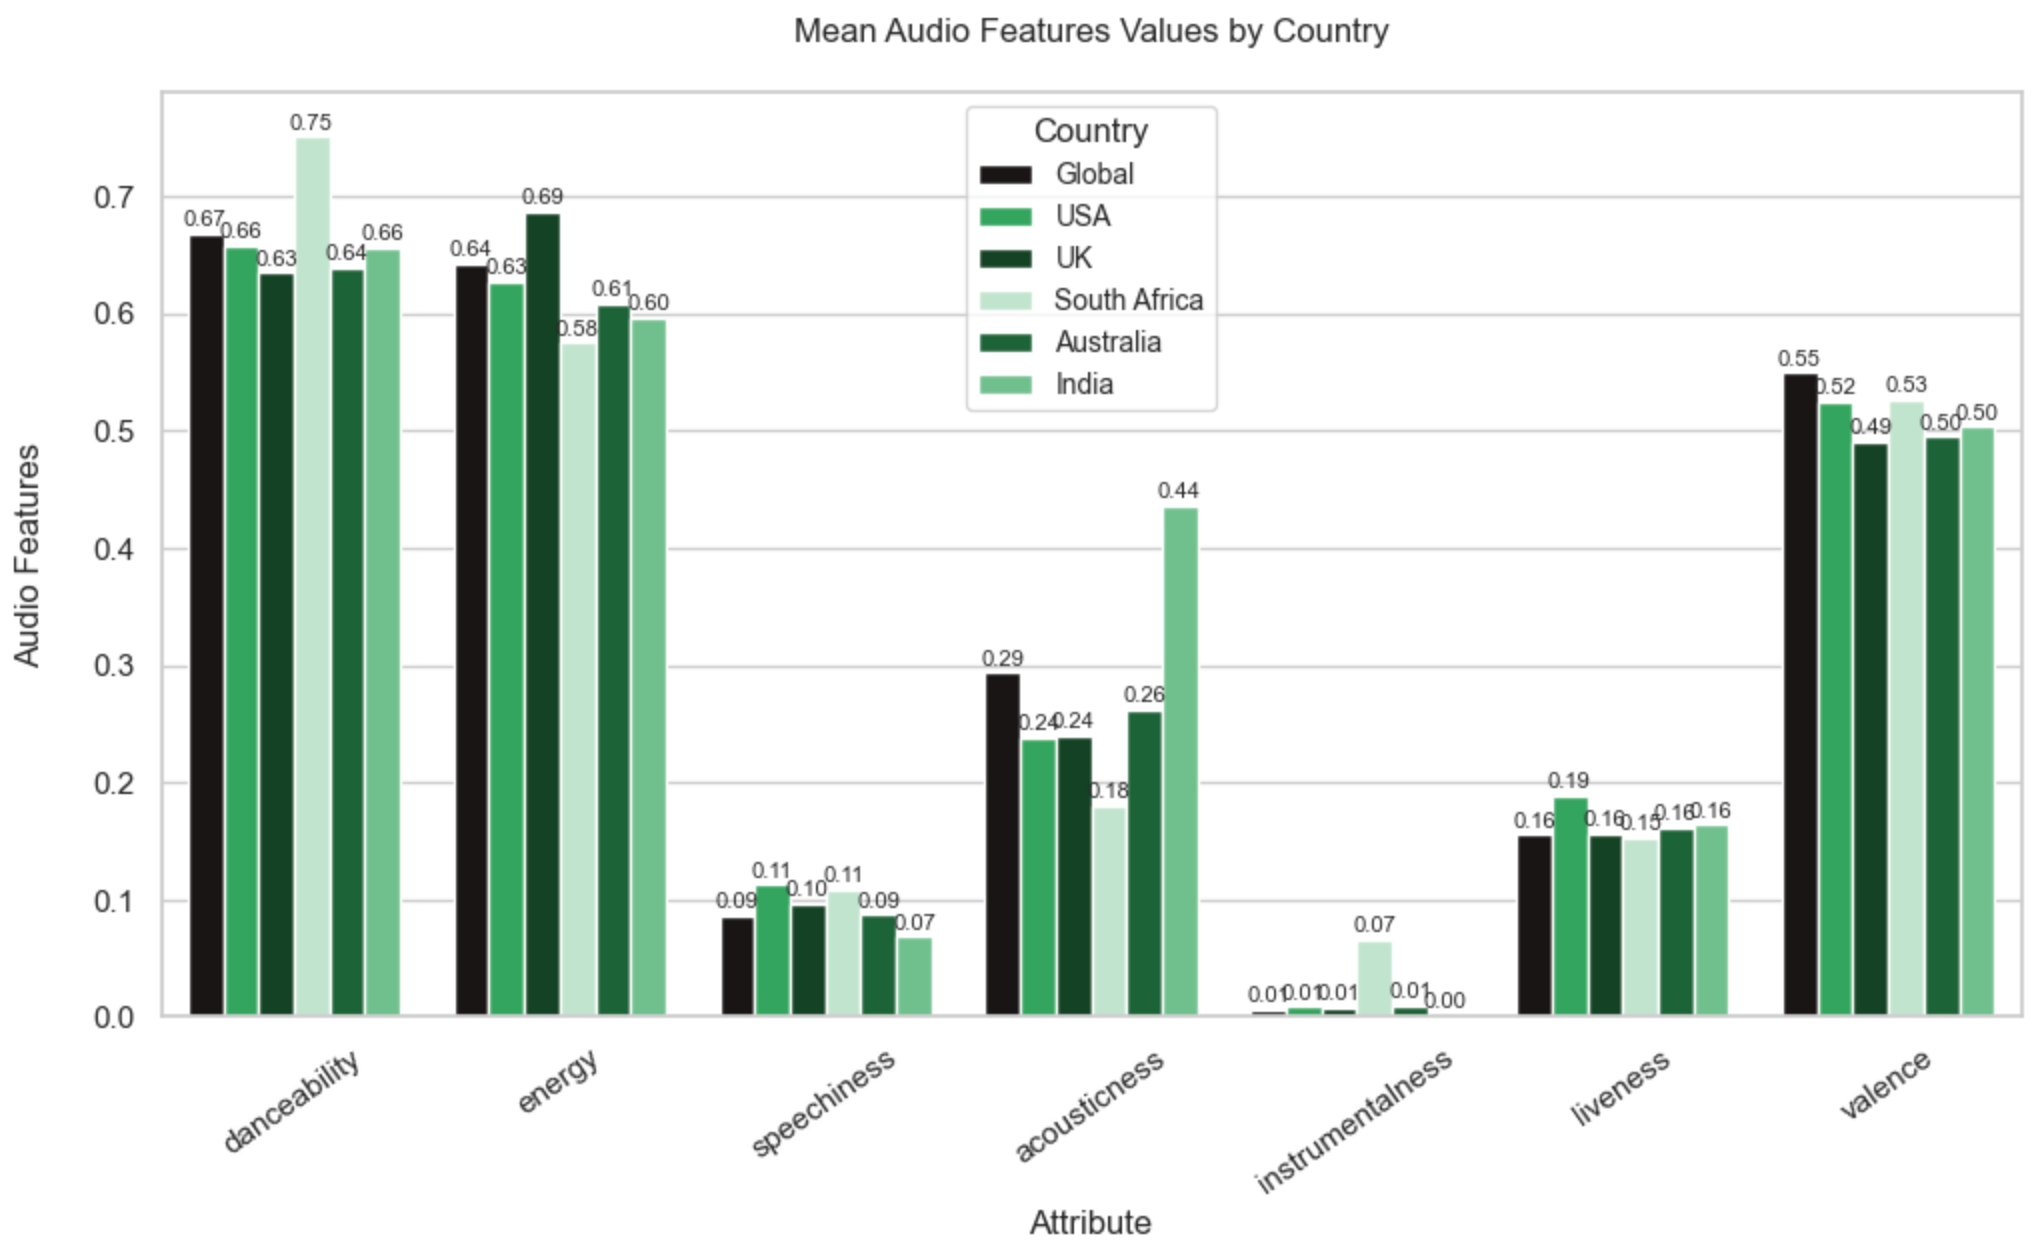 Mean Audio Features Values by Country
Country
Global
USA
UK
South Africa
Australia
India
Audio Features
0.7
0.6
0.5
0.4
0.3
0.2
0.1
0.0
0.67 0.66 0.63 0.75 0.64 0.66
0.64 0.63 0.69 0.58 0.61 0.60
0.09 0.11 0.10 0.11 0.09 0.07
0.29 0.24 0.24 0.18 0.26 0.44
0.01 0.01 0.01 0.07 0.01 0.00
0.16 0.19 0.16 0.15 0.16 0.16
0.55 0.52 0.49 0.53 0.50 0.50
danceability
energy
speechiness
acousticness
instrumentalness
liveness
valence
Attribute